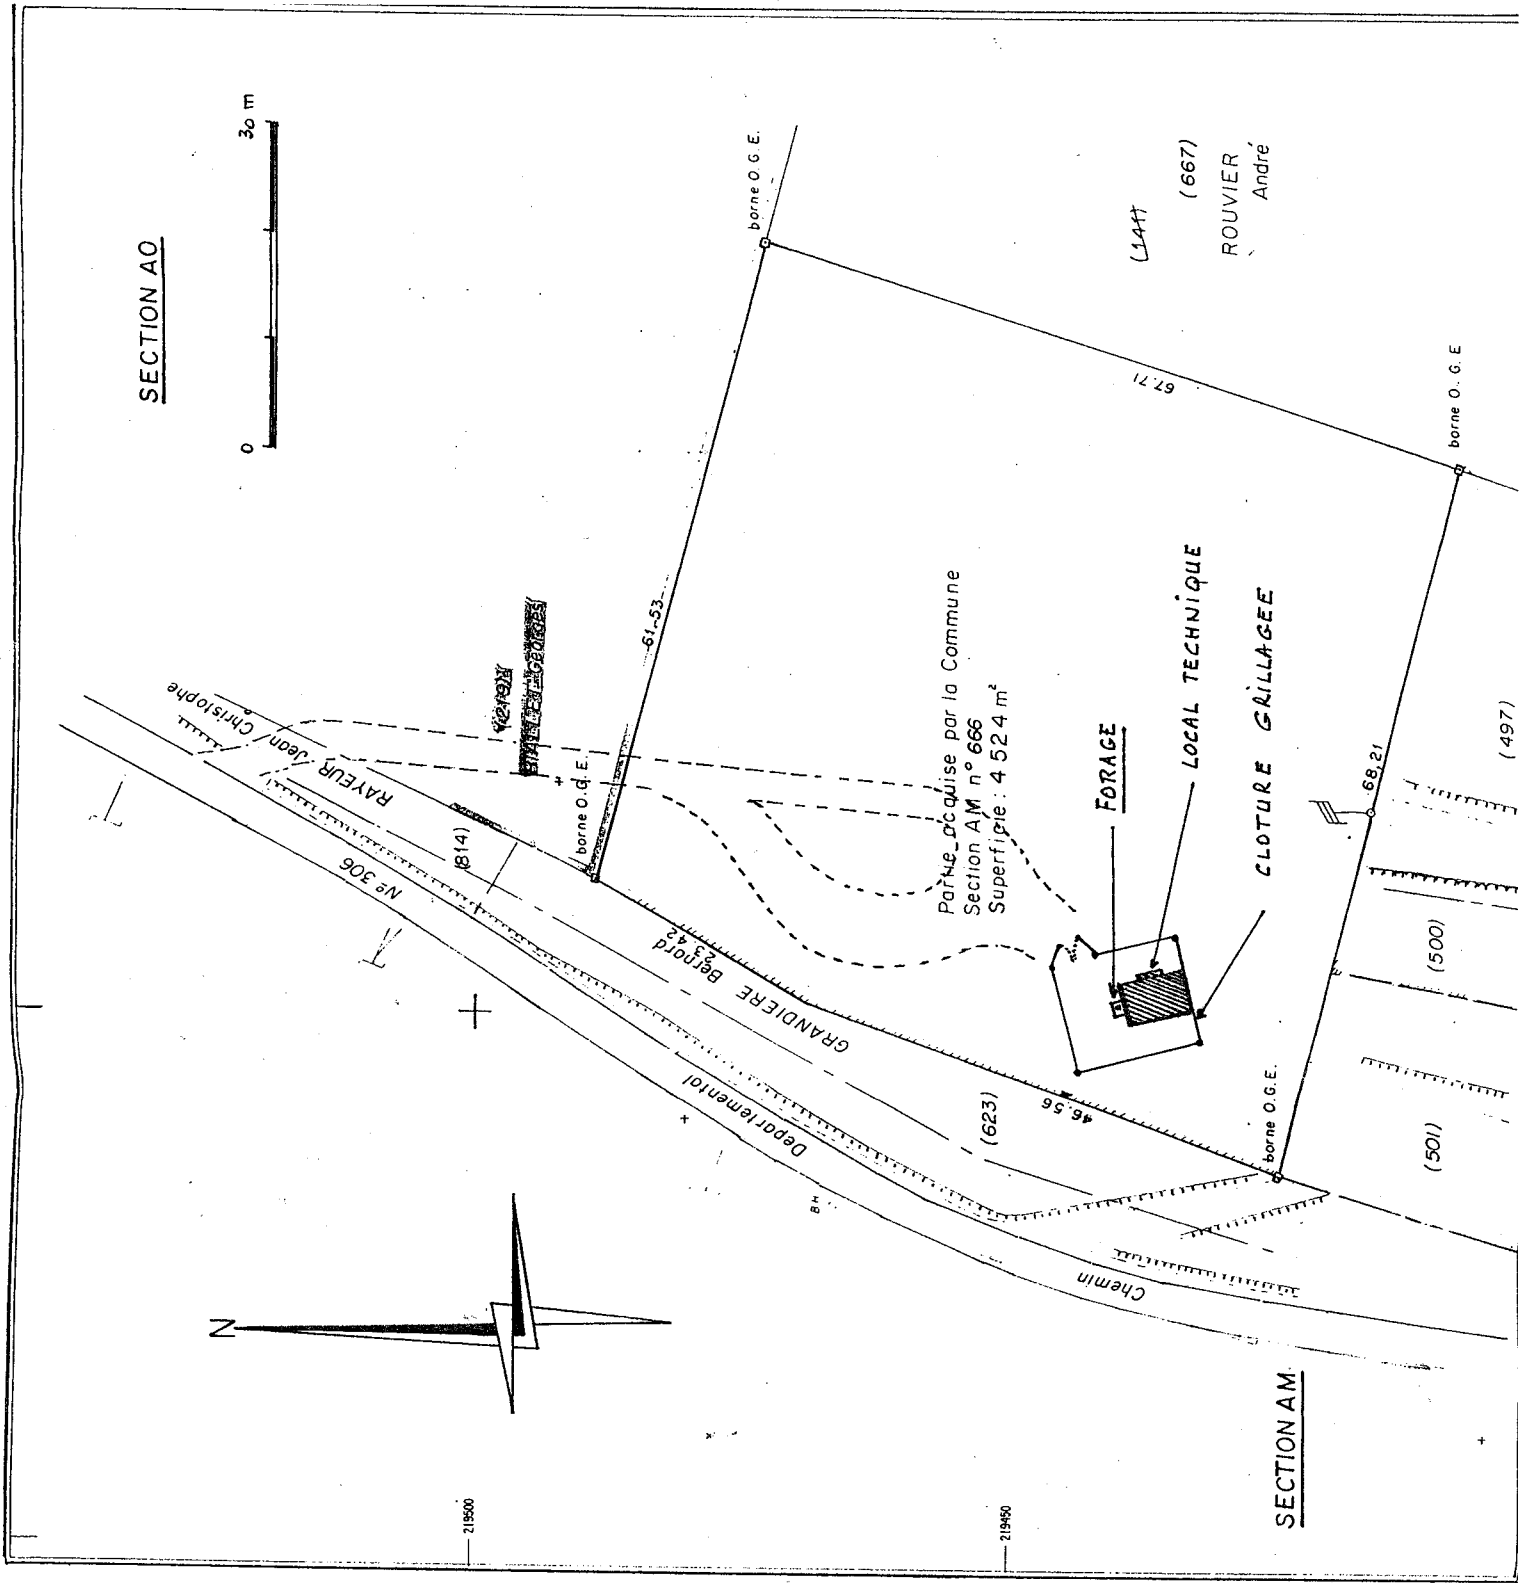 SECTION AO
0
30 m
borne O.G.E.
(667)
ROUVIER
André
67.71
borne O.G.E
61.53
Georges
Christophe
Jean
RAYEUR
(814)
borne O.G.E.
N° 306
Partie acquise par la Commune
Section AM n° 666
Superficie : 4 524 m²
FORAGE
LOCAL TECHNIQUE
CLOTURE GRILLAGEE
68,21
(497)
(500)
(501)
23.42
Bernard
GRANDIERE
46.56
(623)
borne O.G.E.
Departemental
Chemin
BH
N
219500
219450
SECTION AM